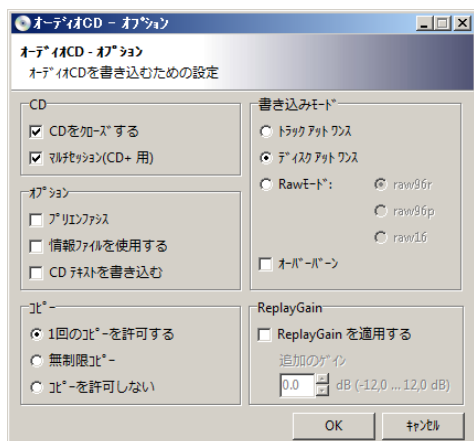 オーディオCD - オプション
オーディオCD - オプション
オーディオCDを書き込むための設定
CD
CDをクローズする
マルチセッション(CD+ 用)
オプション
プリエンファシス
情報ファイルを使用する
CD テキストを書き込む
コピー
1回のコピーを許可する
無制限コピー
コピーを許可しない
書き込みモード
トラック アット ワンス
ディスク アット ワンス
Rawモード:
raw96r
raw96p
raw16
オーバーバーン
ReplayGain
ReplayGain を適用する
追加のゲイン
0.0 dB (-12,0 ... 12,0 dB)
OK
キャンセル